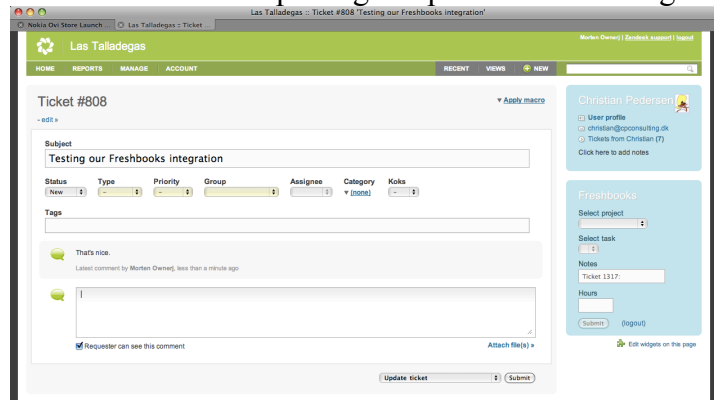 Las Talladegas :: Ticket #808 'Testing our Freshbooks integration'
Nokia Ovi Store Launch ... Las Talladegas :: Ticket ...
Las Talladegas
Morten Ownerj | Zendesk support | logout
HOME REPORTS MANAGE ACCOUNT RECENT VIEWS NEW
Ticket #808
▼ Apply macro
- edit »
Subject
Testing our Freshbooks integration
Status Type Priority Group Assignee Category Koks
New - - - ▼ (none) -
Tags
That's nice.
Latest comment by Morten Ownerj, less than a minute ago
Requester can see this comment
Attach file(s) »
Update ticket Submit
Christian Pedersen
User profile
christian@cpconsulting.dk
Tickets from Christian (7)
Click here to add notes
Freshbooks
Select project
Select task
Notes
Ticket 1317:
Hours
Submit (logout)
Edit widgets on this page